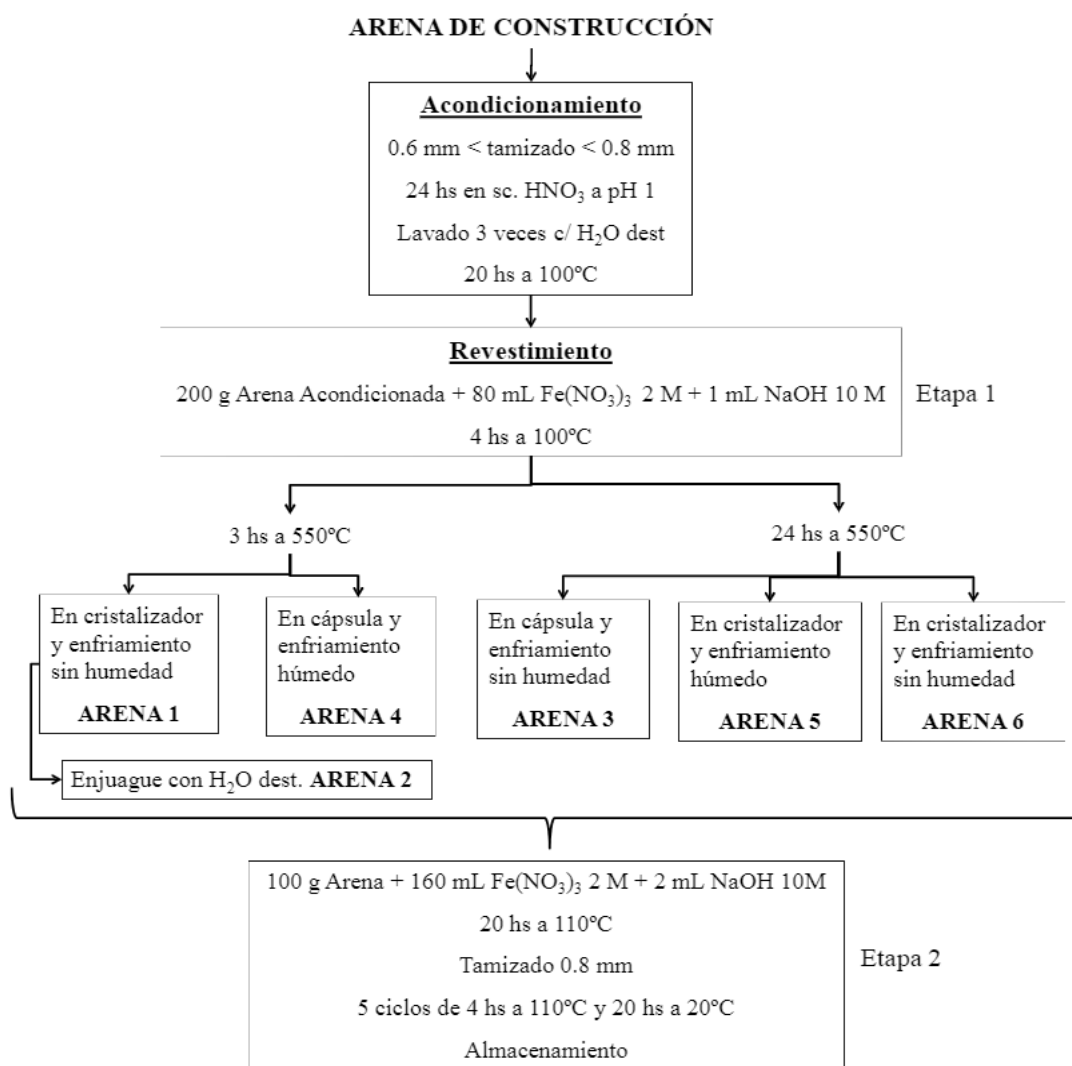 ARENA DE CONSTRUCCIÓN
Acondicionamiento
0.6 mm < tamizado < 0.8 mm
24 hs en sc. HNO₃ a pH 1
Lavado 3 veces c/ H₂O dest
20 hs a 100ºC
Revestimiento
200 g Arena Acondicionada + 80 mL Fe(NO₃)₃ 2 M + 1 mL NaOH 10 M
4 hs a 100ºC
Etapa 1
3 hs a 550ºC
24 hs a 550ºC
En cristalizador
y enfriamiento
sin humedad
ARENA 1
En cápsula y
enfriamiento
húmedo
ARENA 4
En cápsula y
enfriamiento
sin humedad
ARENA 3
En cristalizador
y enfriamiento
húmedo
ARENA 5
En cristalizador
y enfriamiento
sin humedad
ARENA 6
Enjuague con H₂O dest. ARENA 2
100 g Arena + 160 mL Fe(NO₃)₃ 2 M + 2 mL NaOH 10M
20 hs a 110ºC
Tamizado 0.8 mm
5 ciclos de 4 hs a 110ºC y 20 hs a 20ºC
Almacenamiento
Etapa 2